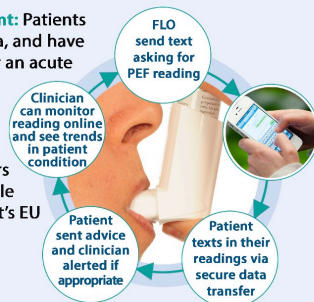 nt: Patients
a, and have
r an acute
rs
le
t's EU
FLO
send text
asking for
PEF reading
Patient
texts in their
readings via
secure data
transfer
Patient
sent advice
and clinician
alerted if
appropriate
Clinician
can monitor
reading online
and see trends
in patient
condition